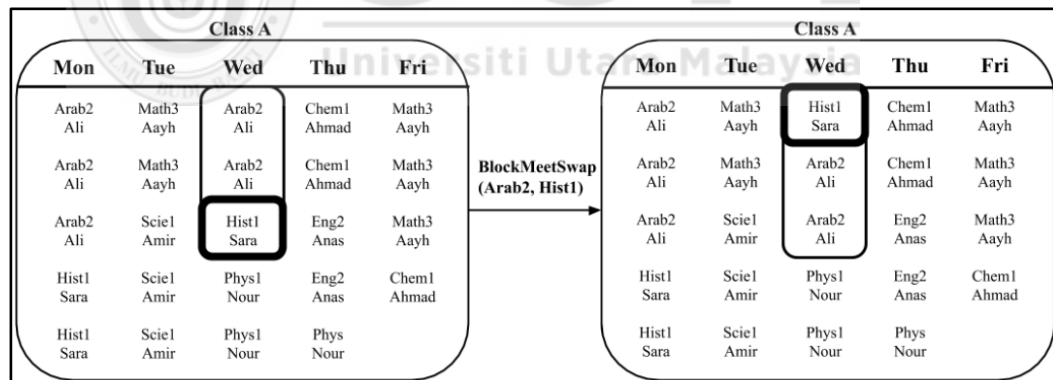 Universiti Utara Malaysia
Class A
Mon Tue Wed Thu Fri
Arab2 Math3 Arab2 Chem1 Math3
Ali Aayh Ali Ahmad Aayh
Arab2 Math3 Arab2 Chem1 Math3
Ali Aayh Ali Ahmad Aayh
Arab2 Scie1 Hist1 Eng2 Math3
Ali Amir Sara Anas Aayh
Hist1 Scie1 Phys1 Eng2 Chem1
Sara Amir Nour Anas Ahmad
Hist1 Scie1 Phys1 Phys
Sara Amir Nour Nour
BlockMeetSwap
(Arab2, Hist1)
Class A
Mon Tue Wed Thu Fri
Arab2 Math3 Hist1 Chem1 Math3
Ali Aayh Sara Ahmad Aayh
Arab2 Math3 Arab2 Chem1 Math3
Ali Aayh Ali Ahmad Aayh
Arab2 Scie1 Arab2 Eng2 Math3
Ali Amir Ali Anas Aayh
Hist1 Scie1 Phys1 Eng2 Chem1
Sara Amir Nour Anas Ahmad
Hist1 Scie1 Phys1 Phys
Sara Amir Nour Nour